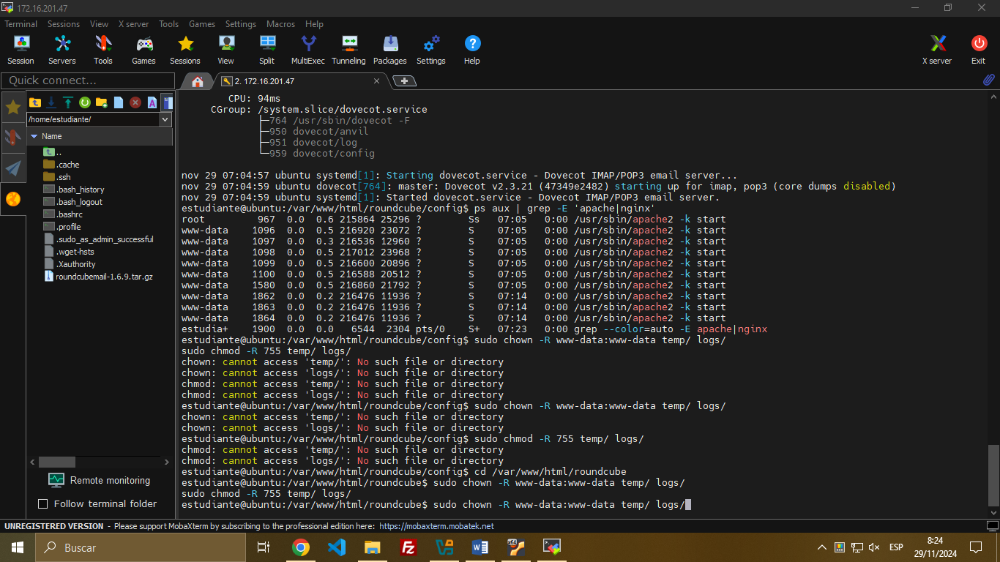 172.16.201.47
Terminal Sessions View X server Tools Games Settings Macros Help
Session Servers Tools Games Sessions View Split MultiExec Tunneling Packages Settings Help X server Exit
Quick connect...
2. 172.16.201.47
/home/estudiante/
Name
..
.cache
.ssh
.bash_history
.bash_logout
.bashrc
.profile
.sudo_as_admin_successful
.wget-hsts
.Xauthority
roundcubemail-1.6.9.tar.gz
Remote monitoring
Follow terminal folder
CPU: 94ms
CGroup: /system.slice/dovecot.service
├─764 /usr/sbin/dovecot -F
├─950 dovecot/anvil
├─951 dovecot/log
└─959 dovecot/config
nov 29 07:04:57 ubuntu systemd[1]: Starting dovecot.service - Dovecot IMAP/POP3 email server...
nov 29 07:04:59 ubuntu dovecot[764]: master: Dovecot v2.3.21 (47349e2482) starting up for imap, pop3 (core dumps disabled)
nov 29 07:04:59 ubuntu systemd[1]: Started dovecot.service - Dovecot IMAP/POP3 email server.
estudiante@ubuntu:/var/www/html/roundcube/config$ ps aux | grep -E 'apache|nginx'
root 967 0.0 0.6 215864 25296 ? Ss 07:05 0:00 /usr/sbin/apache2 -k start
www-data 1096 0.0 0.5 216920 23072 ? S 07:05 0:00 /usr/sbin/apache2 -k start
www-data 1097 0.0 0.3 216536 12960 ? S 07:05 0:00 /usr/sbin/apache2 -k start
www-data 1098 0.0 0.5 217012 23968 ? S 07:05 0:00 /usr/sbin/apache2 -k start
www-data 1099 0.0 0.5 216600 20896 ? S 07:05 0:00 /usr/sbin/apache2 -k start
www-data 1100 0.0 0.5 216588 20512 ? S 07:05 0:00 /usr/sbin/apache2 -k start
www-data 1580 0.0 0.5 216860 21792 ? S 07:05 0:00 /usr/sbin/apache2 -k start
www-data 1862 0.0 0.2 216476 11936 ? S 07:14 0:00 /usr/sbin/apache2 -k start
www-data 1863 0.0 0.2 216476 11936 ? S 07:14 0:00 /usr/sbin/apache2 -k start
www-data 1864 0.0 0.2 216476 11936 ? S 07:14 0:00 /usr/sbin/apache2 -k start
estudia+ 1900 0.0 0.0 6544 2304 pts/0 S+ 07:23 0:00 grep --color=auto -E apache|nginx
estudiante@ubuntu:/var/www/html/roundcube/config$ sudo chown -R www-data:www-data temp/ logs/
sudo chmod -R 755 temp/ logs/
chown: cannot access 'temp/': No such file or directory
chown: cannot access 'logs/': No such file or directory
chmod: cannot access 'temp/': No such file or directory
chmod: cannot access 'logs/': No such file or directory
estudiante@ubuntu:/var/www/html/roundcube/config$ sudo chown -R www-data:www-data temp/ logs/
chown: cannot access 'temp/': No such file or directory
chown: cannot access 'logs/': No such file or directory
estudiante@ubuntu:/var/www/html/roundcube/config$ sudo chmod -R 755 temp/ logs/
chmod: cannot access 'temp/': No such file or directory
chmod: cannot access 'logs/': No such file or directory
estudiante@ubuntu:/var/www/html/roundcube/config$ cd /var/www/html/roundcube
estudiante@ubuntu:/var/www/html/roundcube$ sudo chown -R www-data:www-data temp/ logs/
sudo chmod -R 755 temp/ logs/
estudiante@ubuntu:/var/www/html/roundcube$ sudo chown -R www-data:www-data temp/ logs/
UNREGISTERED VERSION - Please support MobaXterm by subscribing to the professional edition here: https://mobaxterm.mobatek.net
Buscar
ESP
8:24
29/11/2024